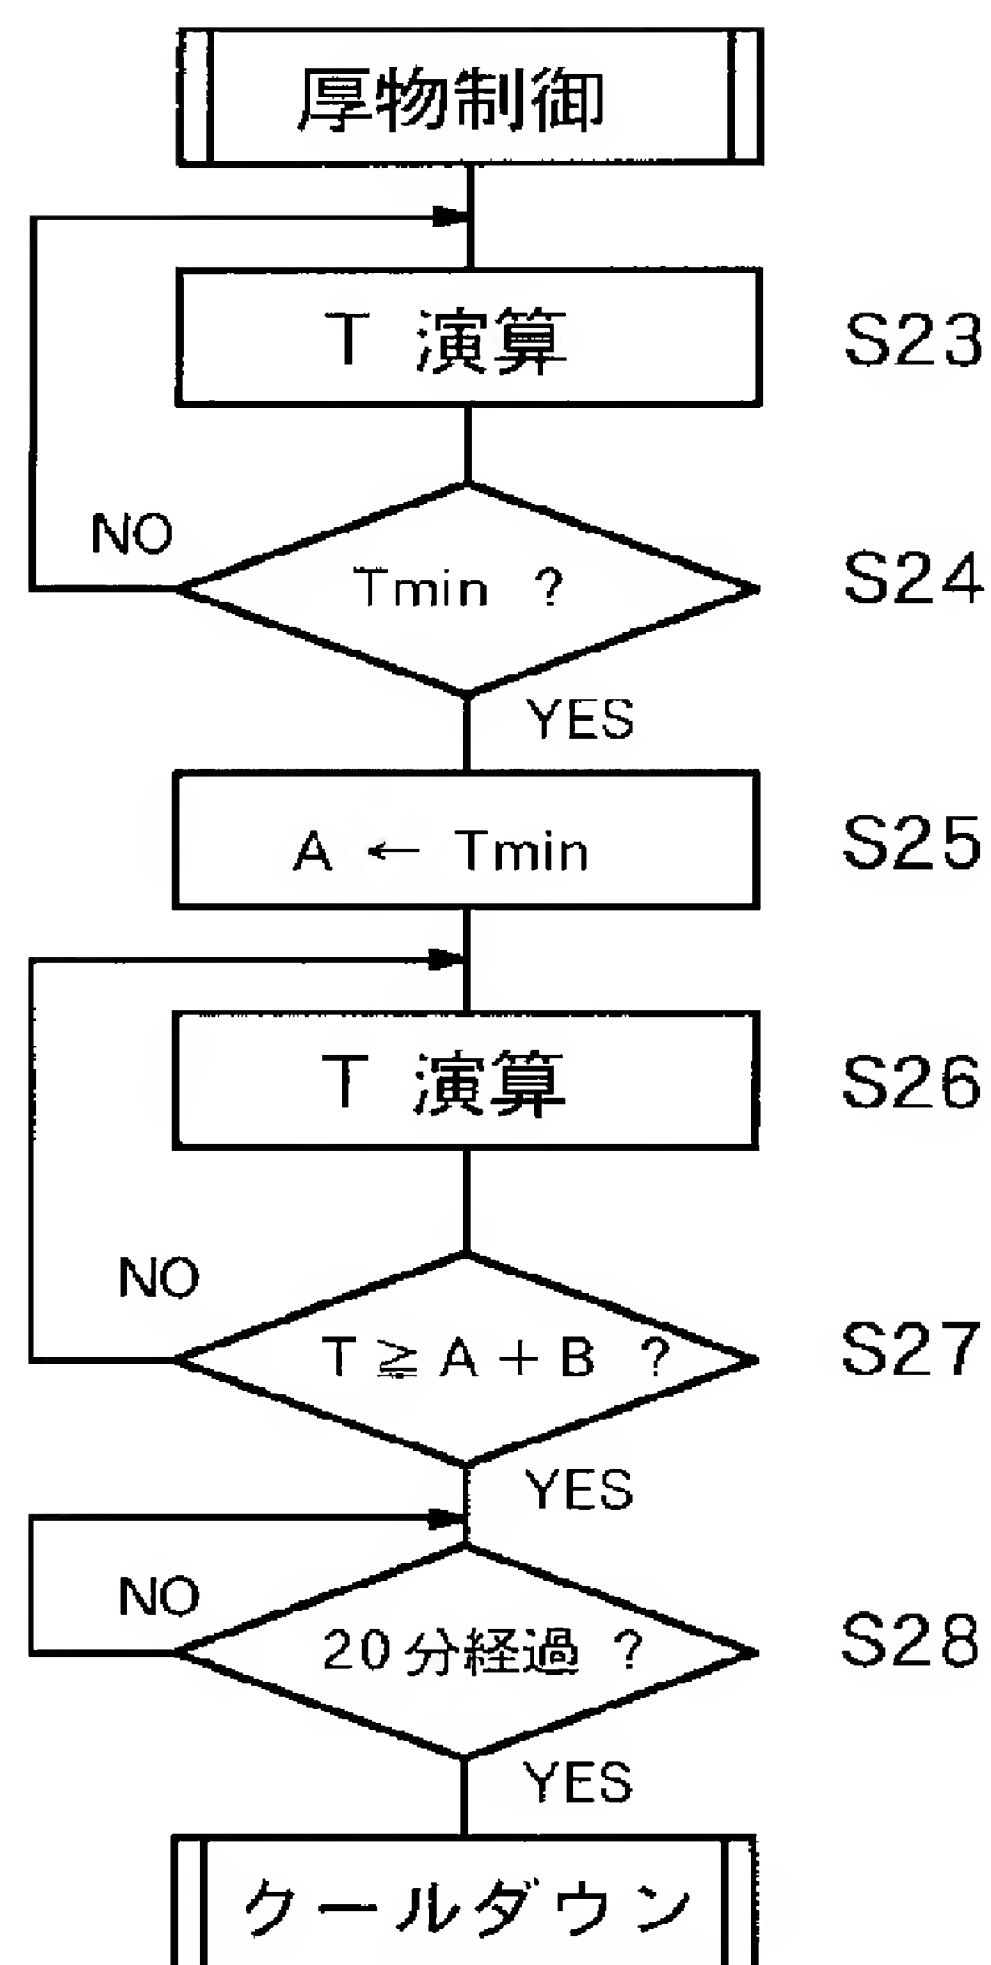 厚物制御
T 演算 S23
NO
Tmin ? S24
YES
A ← Tmin S25
T 演算 S26
NO
T ≧ A + B ? S27
YES
NO
20分経過 ? S28
YES
クールダウン